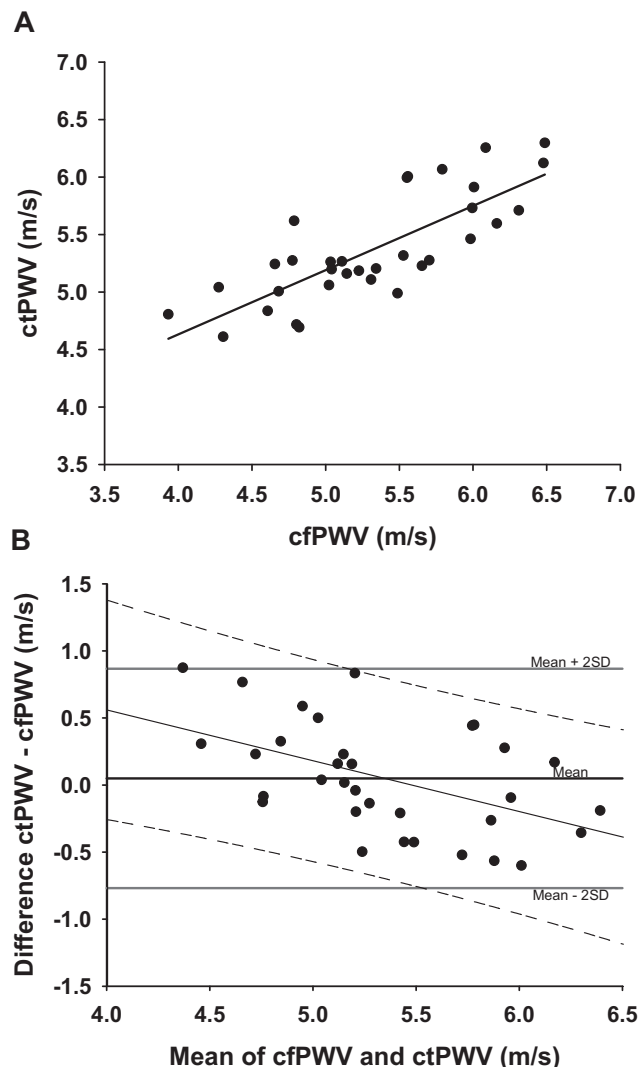 A
7.0
6.5
6.0
5.5
5.0
4.5
4.0
3.5
ctPWV (m/s)
3.5 4.0 4.5 5.0 5.5 6.0 6.5 7.0
cfPWV (m/s)
B
1.5
1.0
0.5
0.0
-0.5
-1.0
-1.5
Difference ctPWV - cfPWV (m/s)
Mean + 2SD
Mean
Mean - 2SD
4.0 4.5 5.0 5.5 6.0 6.5
Mean of cfPWV and ctPWV (m/s)